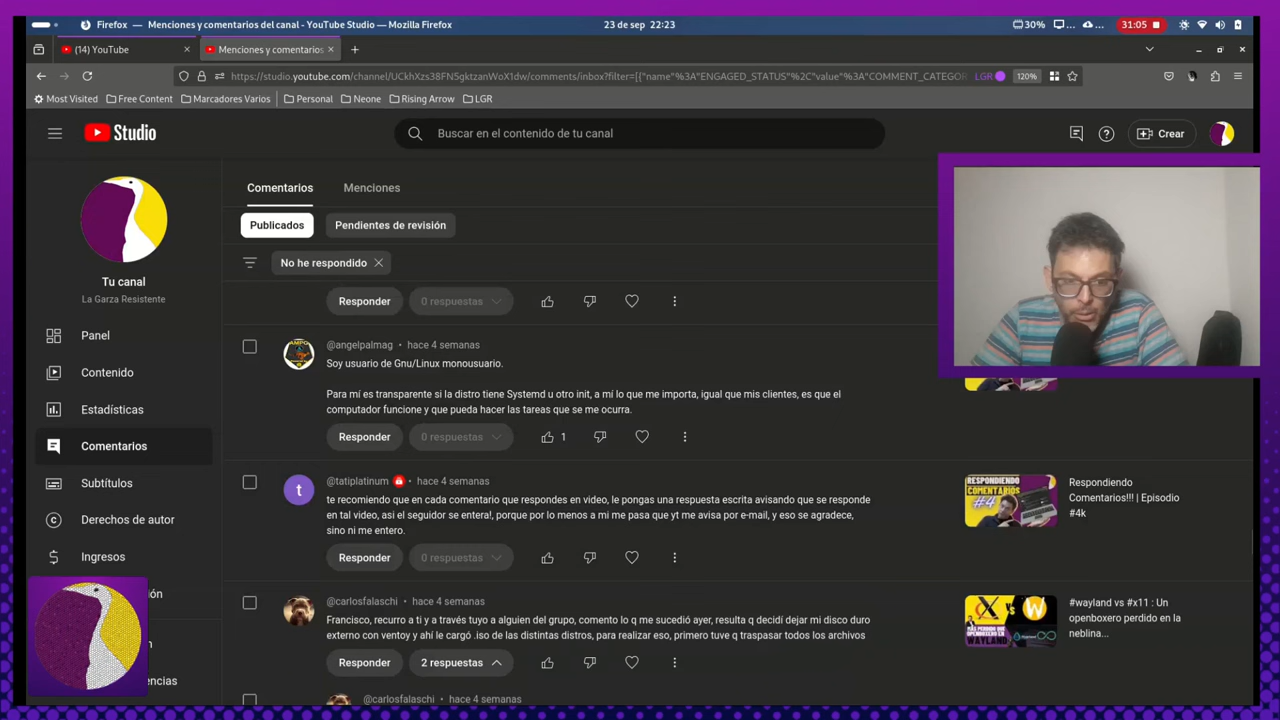 Firefox — Menciones y comentarios del canal - YouTube Studio — Mozilla Firefox
23 de sep 22:23
30%
31:05
(14) YouTube
Menciones y comentarios
https://studio.youtube.com/channel/UCkhXzs38FN5gktzanWoX1dw/comments/inbox?filter=[{"name"%3A"ENGAGED_STATUS"%2C"value"%3A"COMMENT_CATEGOR
LGR
120%
Most Visited
Free Content
Marcadores Varios
Personal
Neone
Rising Arrow
LGR
Studio
Buscar en el contenido de tu canal
Crear
Tu canal
La Garza Resistente
Panel
Contenido
Estadísticas
Comentarios
Subtítulos
Derechos de autor
Ingresos
Comentarios
Menciones
Publicados
Pendientes de revisión
No he respondido
Responder
0 respuestas
@angelpalmag • hace 4 semanas
Soy usuario de Gnu/Linux monousuario.
Para mí es transparente si la distro tiene Systemd u otro init, a mí lo que me importa, igual que mis clientes, es que el
computador funcione y que pueda hacer las tareas que se me ocurra.
Responder
0 respuestas
1
t
@tatiplatinum • hace 4 semanas
te recomiendo que en cada comentario que respondes en video, le pongas una respuesta escrita avisando que se responde
en tal video, asi el seguidor se entera!, porque por lo menos a mi me pasa que yt me avisa por e-mail, y eso se agradece,
sino ni me entero.
Responder
0 respuestas
RESPONDIENDO
COMENTARIOS
#4
Respondiendo
Comentarios!!! | Episodio
#4k
@carlosfalaschi • hace 4 semanas
Francisco, recurro a ti y a través tuyo a alguien del grupo, comento lo q me sucedió ayer, resulta q decidí dejar mi disco duro
externo con ventoy y ahí le cargó .iso de las distintas distros, para realizar eso, primero tuve q traspasar todos los archivos
Responder
2 respuestas
#wayland vs #x11 : Un
openboxero perdido en la
neblina...
@carlosfalaschi • hace 4 semanas